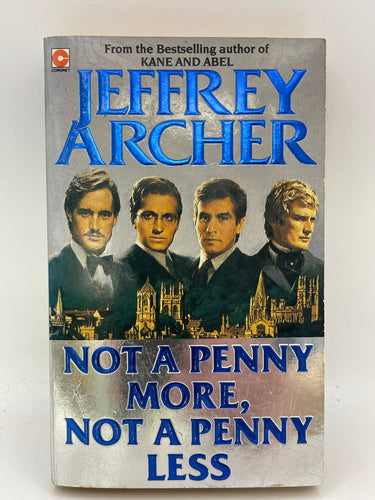 CORONET
From the Bestselling author of
KANE AND ABEL
JEFFREY
ARCHER
NOT A PENNY
MORE,
NOT A PENNY
LESS